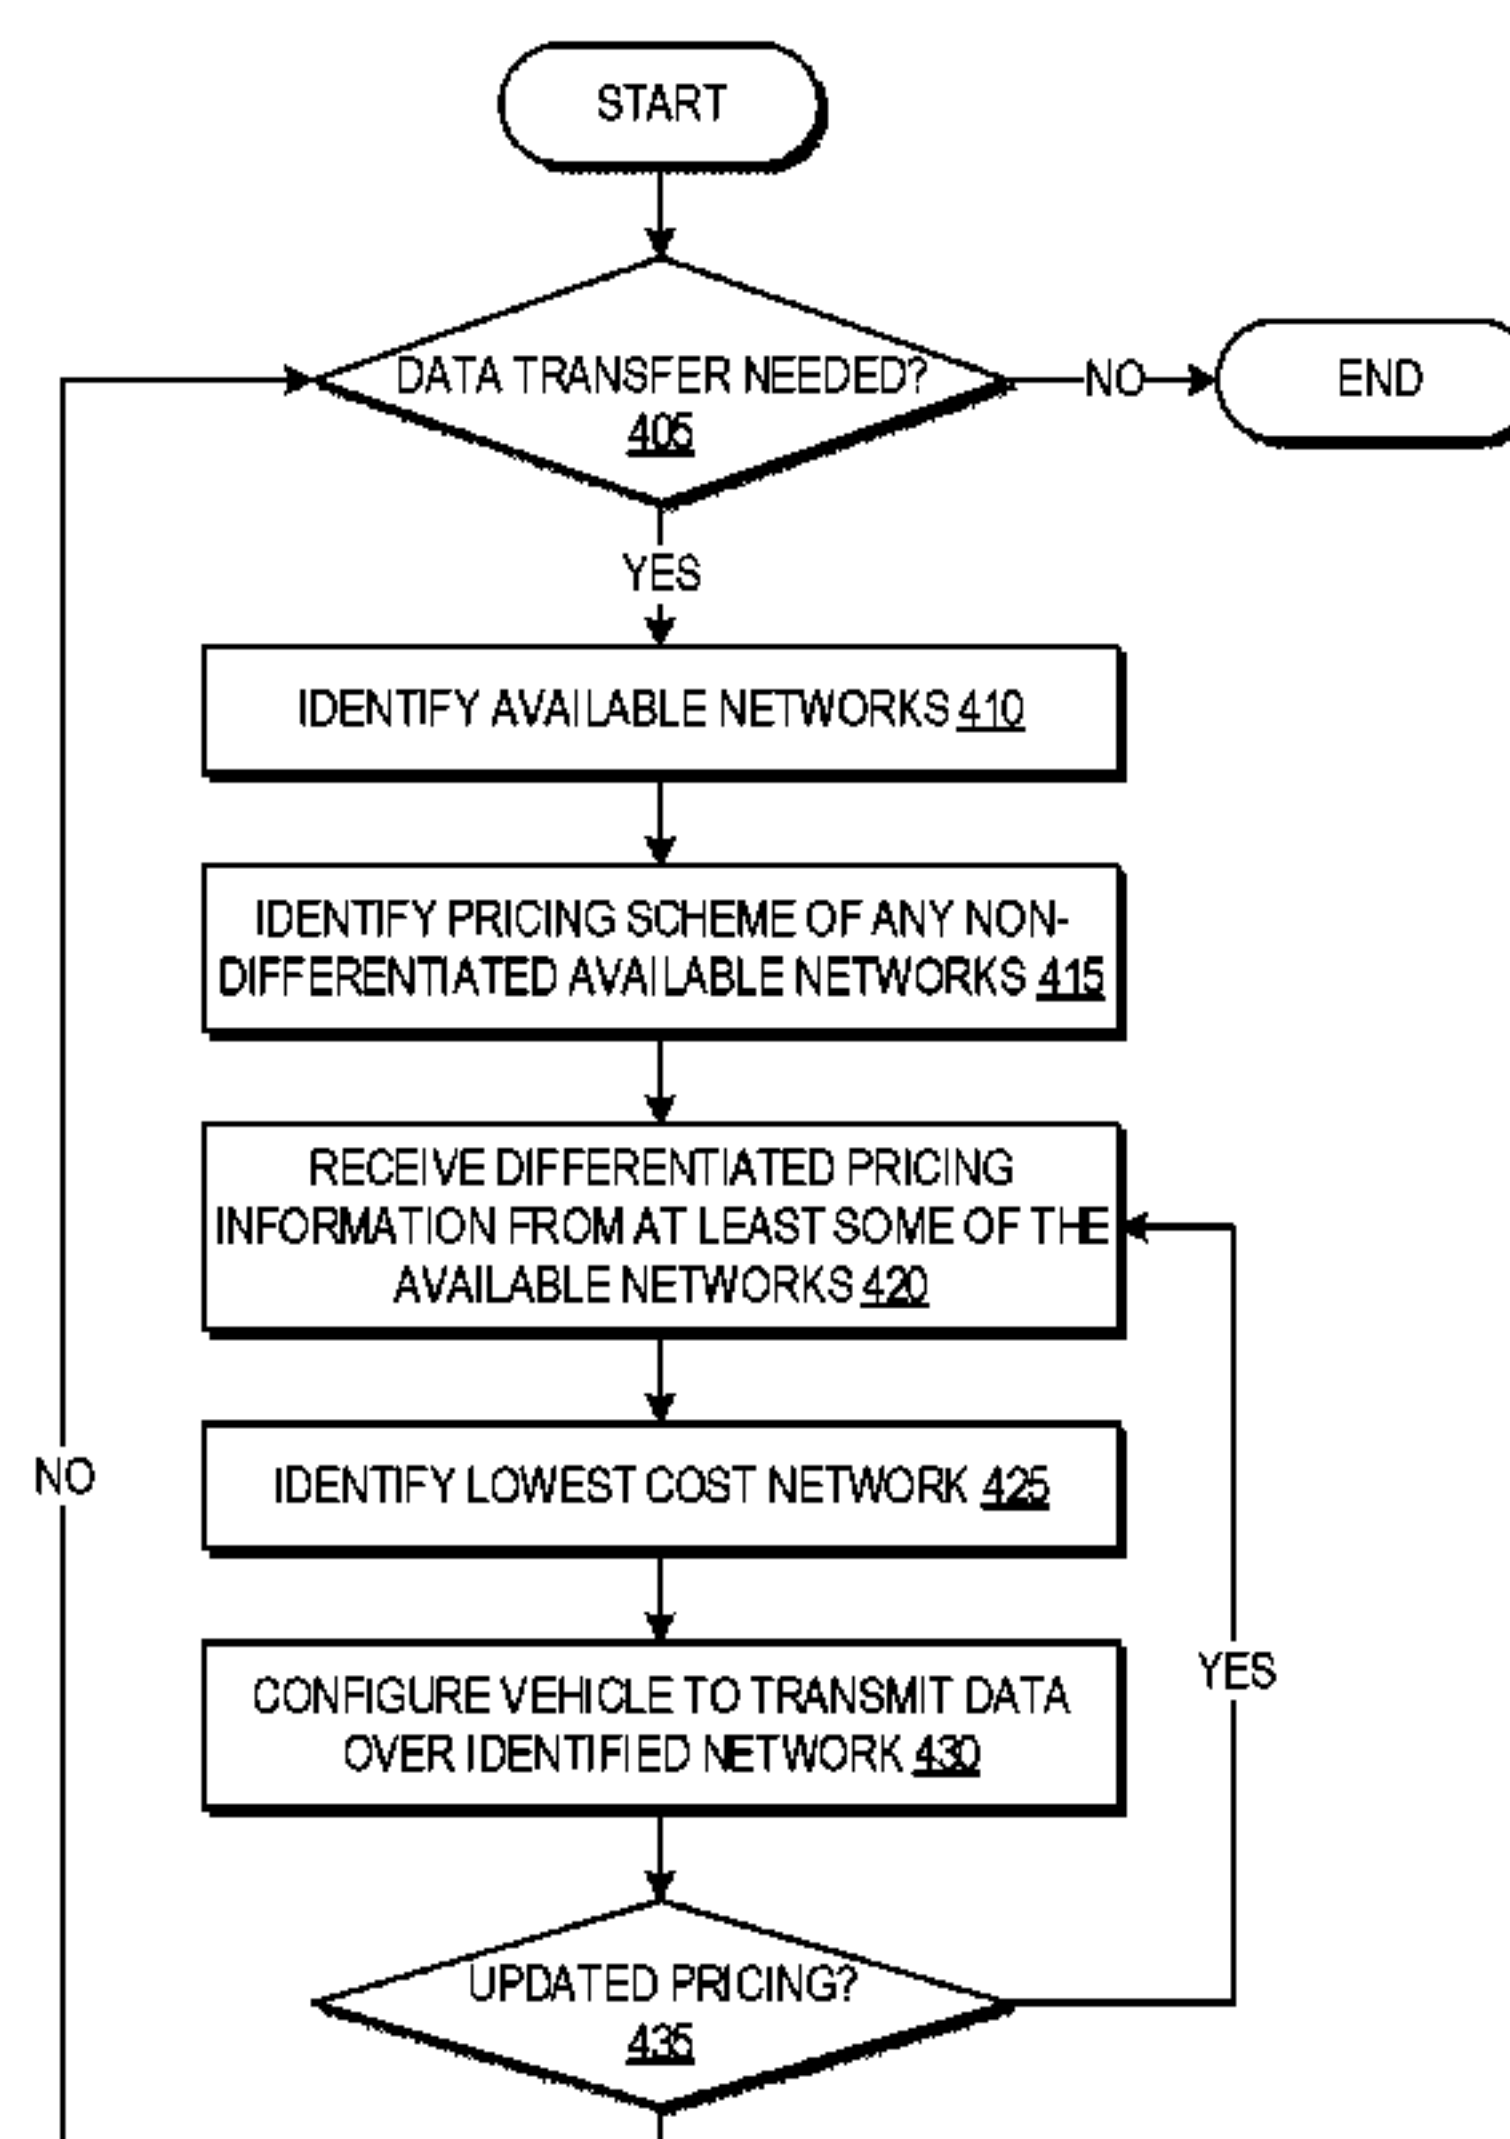 START
DATA TRANSFER NEEDED?
405
NO
END
YES
IDENTIFY AVAILABLE NETWORKS 410
IDENTIFY PRICING SCHEME OF ANY NON-
DIFFERENTIATED AVAILABLE NETWORKS 415
RECEIVE DIFFERENTIATED PRICING
INFORMATION FROM AT LEAST SOME OF THE
AVAILABLE NETWORKS 420
NO
IDENTIFY LOWEST COST NETWORK 425
CONFIGURE VEHICLE TO TRANSMIT DATA
OVER IDENTIFIED NETWORK 430
YES
UPDATED PRICING?
435